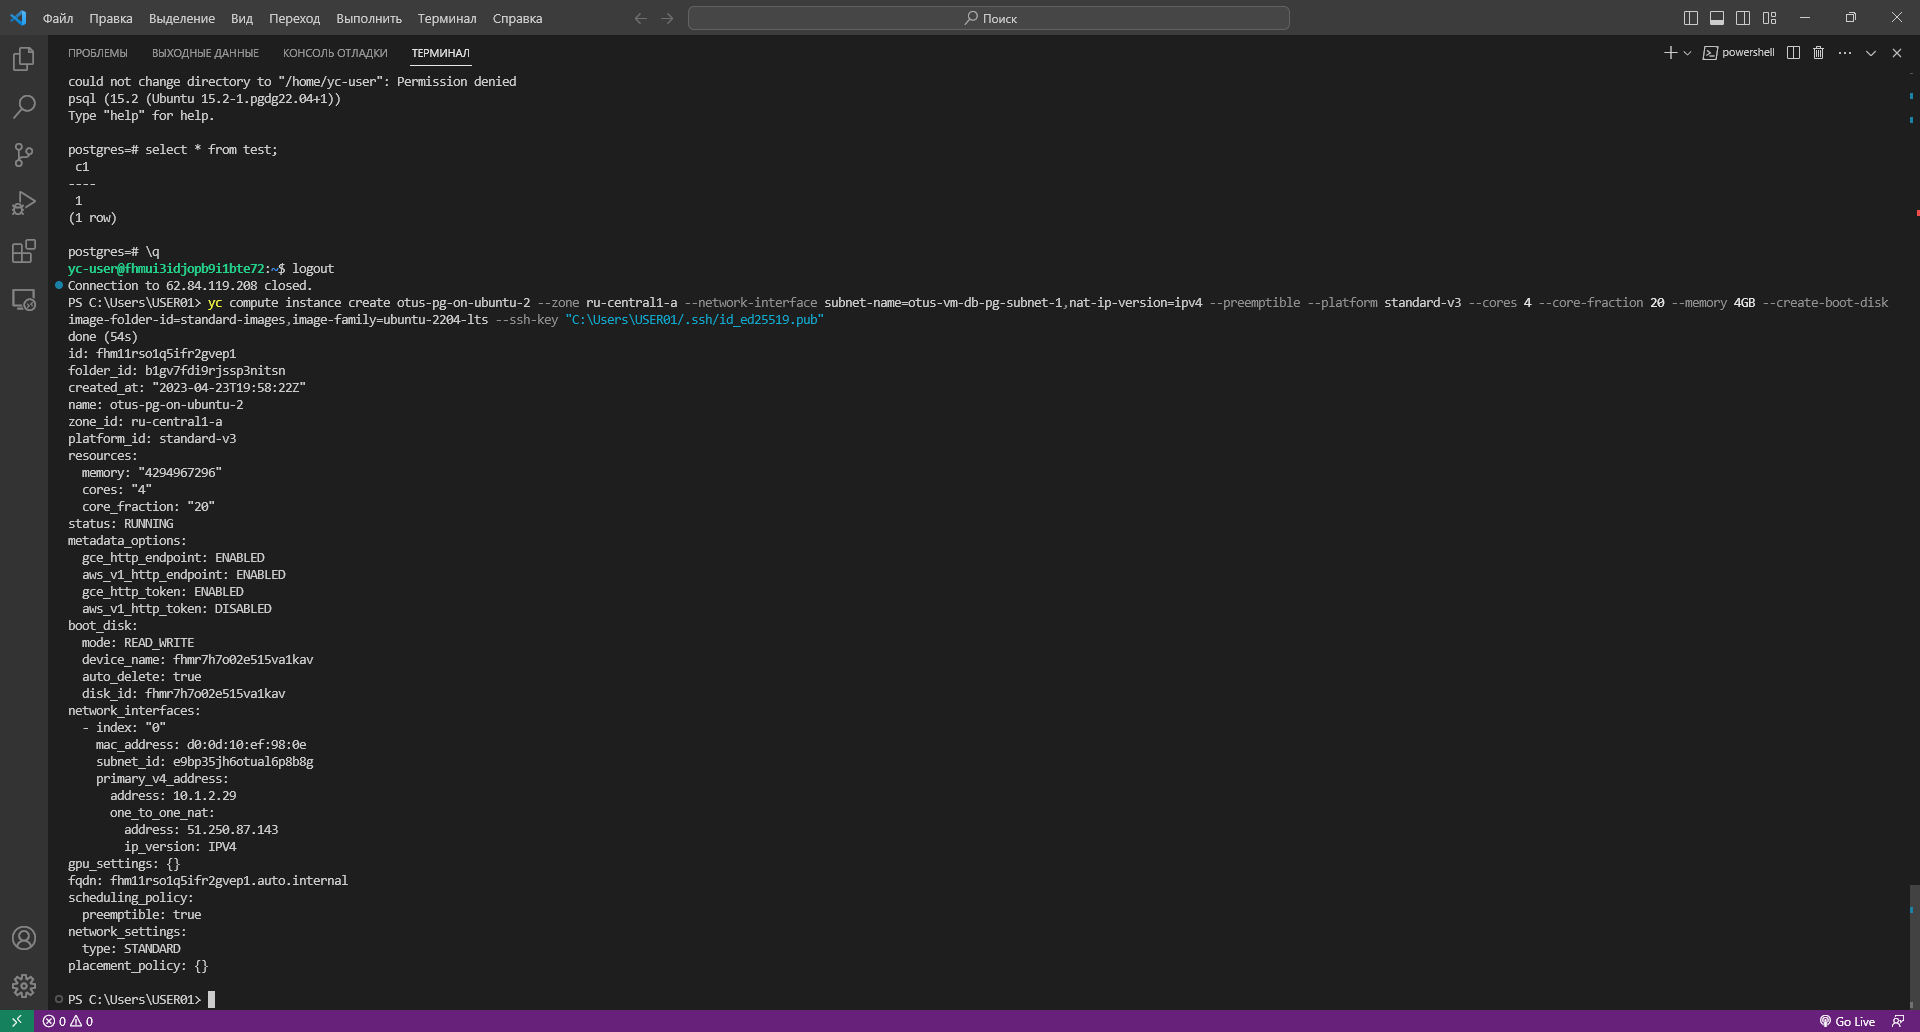 Файл Правка Выделение Вид Переход Выполнить Терминал Справка Поиск
ПРОБЛЕМЫ ВЫХОДНЫЕ ДАННЫЕ КОНСОЛЬ ОТЛАДКИ ТЕРМИНАЛ powershell
could not change directory to "/home/yc-user": Permission denied
psql (15.2 (Ubuntu 15.2-1.pgdg22.04+1))
Type "help" for help.
postgres=# select * from test;
c1
----
1
(1 row)
postgres=# \q
yc-user@fhmui3idjopb9i1bte72:~$ logout
Connection to 62.84.119.208 closed.
PS C:\Users\USER01> yc compute instance create otus-pg-on-ubuntu-2 --zone ru-central1-a --network-interface subnet-name=otus-vm-db-pg-subnet-1,nat-ip-version=ipv4 --preemptible --platform standard-v3 --cores 4 --core-fraction 20 --memory 4GB --create-boot-disk
image-folder-id=standard-images,image-family=ubuntu-2204-lts --ssh-key "C:\Users\USER01/.ssh/id_ed25519.pub"
done (54s)
id: fhm11rso1q5ifr2gvep1
folder_id: b1gv7fdi9rjssp3nitsn
created_at: "2023-04-23T19:58:22Z"
name: otus-pg-on-ubuntu-2
zone_id: ru-central1-a
platform_id: standard-v3
resources:
memory: "4294967296"
cores: "4"
core_fraction: "20"
status: RUNNING
metadata_options:
gce_http_endpoint: ENABLED
aws_v1_http_endpoint: ENABLED
gce_http_token: ENABLED
aws_v1_http_token: DISABLED
boot_disk:
mode: READ_WRITE
device_name: fhmr7h7o02e515va1kav
auto_delete: true
disk_id: fhmr7h7o02e515va1kav
network_interfaces:
- index: "0"
mac_address: d0:0d:10:ef:98:0e
subnet_id: e9bp35jh6otual6p8b8g
primary_v4_address:
address: 10.1.2.29
one_to_one_nat:
address: 51.250.87.143
ip_version: IPV4
gpu_settings: {}
fqdn: fhm11rso1q5ifr2gvep1.auto.internal
scheduling_policy:
preemptible: true
network_settings:
type: STANDARD
placement_policy: {}
PS C:\Users\USER01>
0 0 Go Live